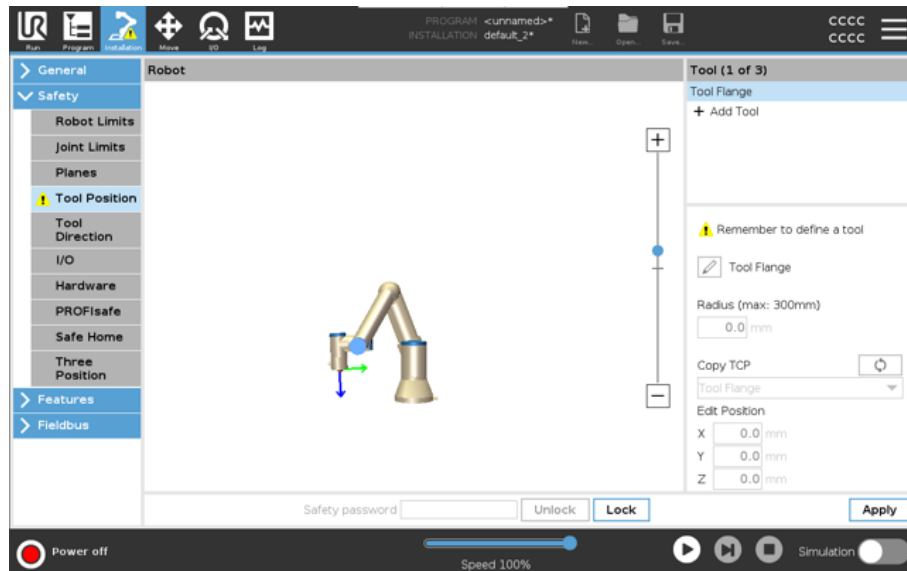 PROGRAM <unnamed>*
INSTALLATION default_2*
Run Program Installation Move I/O Log New... Open... Save...
cccc
cccc
General
Safety
Robot Limits
Joint Limits
Planes
Tool Position
Tool
Direction
I/O
Hardware
PROFIsafe
Safe Home
Three
Position
Features
Fieldbus
Robot
Tool (1 of 3)
Tool Flange
+ Add Tool
Remember to define a tool
Tool Flange
Radius (max: 300mm)
0.0 mm
Copy TCP
Tool Flange
Edit Position
X 0.0 mm
Y 0.0 mm
Z 0.0 mm
Safety password Unlock Lock Apply
Power off
Speed 100%
Simulation